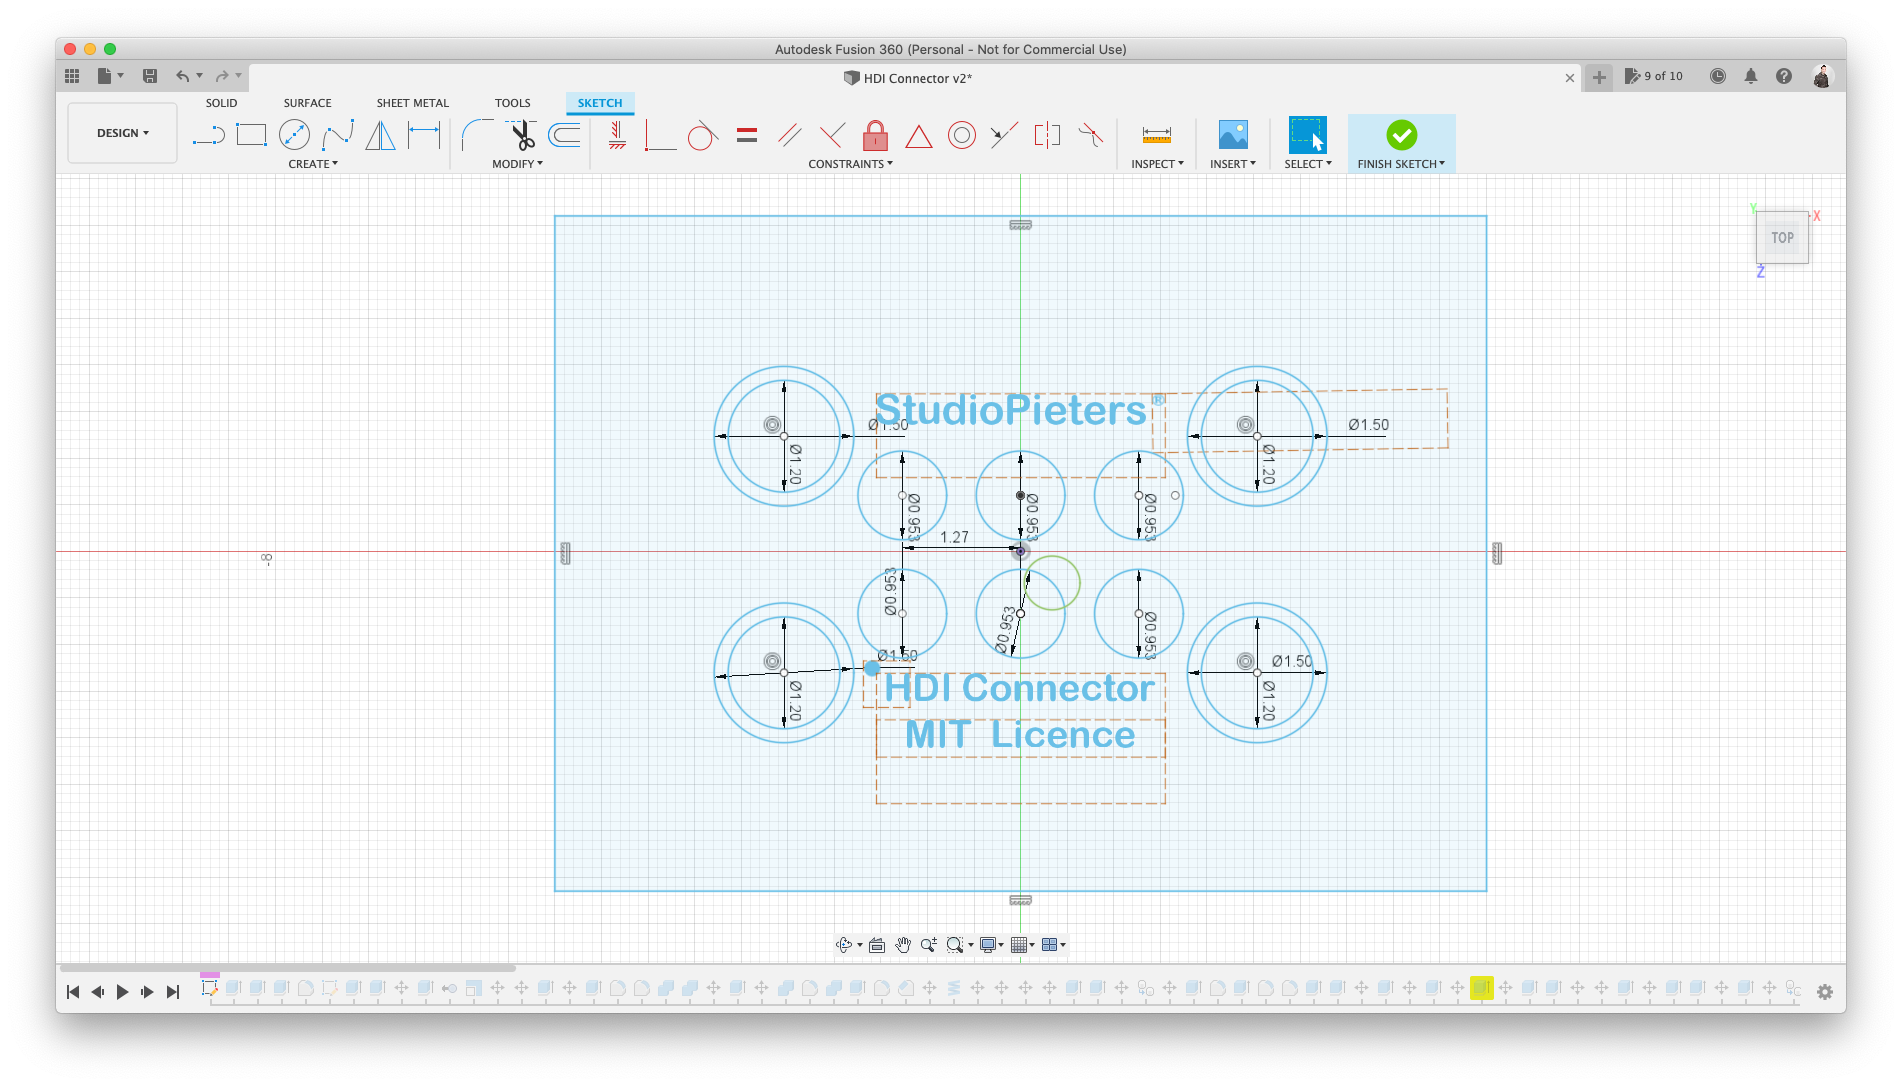 Autodesk Fusion 360 (Personal - Not for Commercial Use)
HDI Connector v2*
9 of 10
SOLID
SURFACE
SHEET METAL
TOOLS
SKETCH
DESIGN
CREATE
MODIFY
CONSTRAINTS
INSPECT
INSERT
SELECT
FINISH SKETCH
Y
X
TOP
Z
StudioPieters®
Ø1.50
Ø1.50
Ø1.20
Ø1.20
Ø0.953
Ø0.953
Ø0.953
1.27
-8
Ø0.953
Ø0.953
Ø0.953
Ø1.50
Ø1.50
Ø1.20
Ø1.20
HDI Connector
MIT Licence